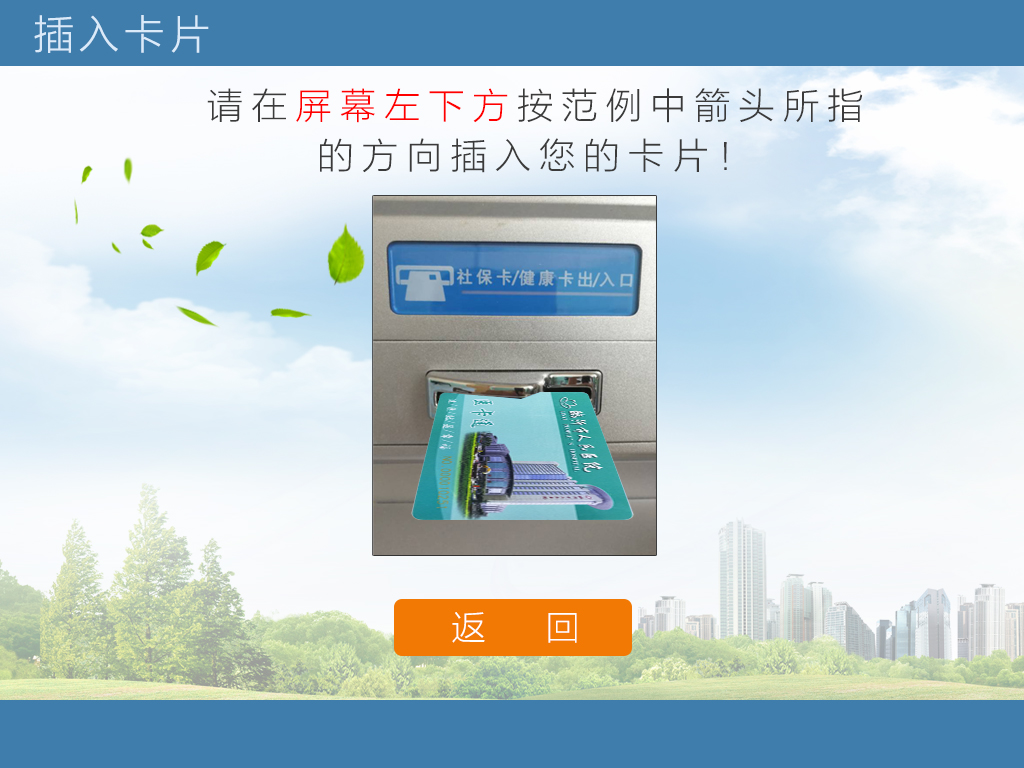 插入卡片
请在屏幕左下方按范例中箭头所指
的方向插入您的卡片!
社保卡/健康卡出/入口
返 回